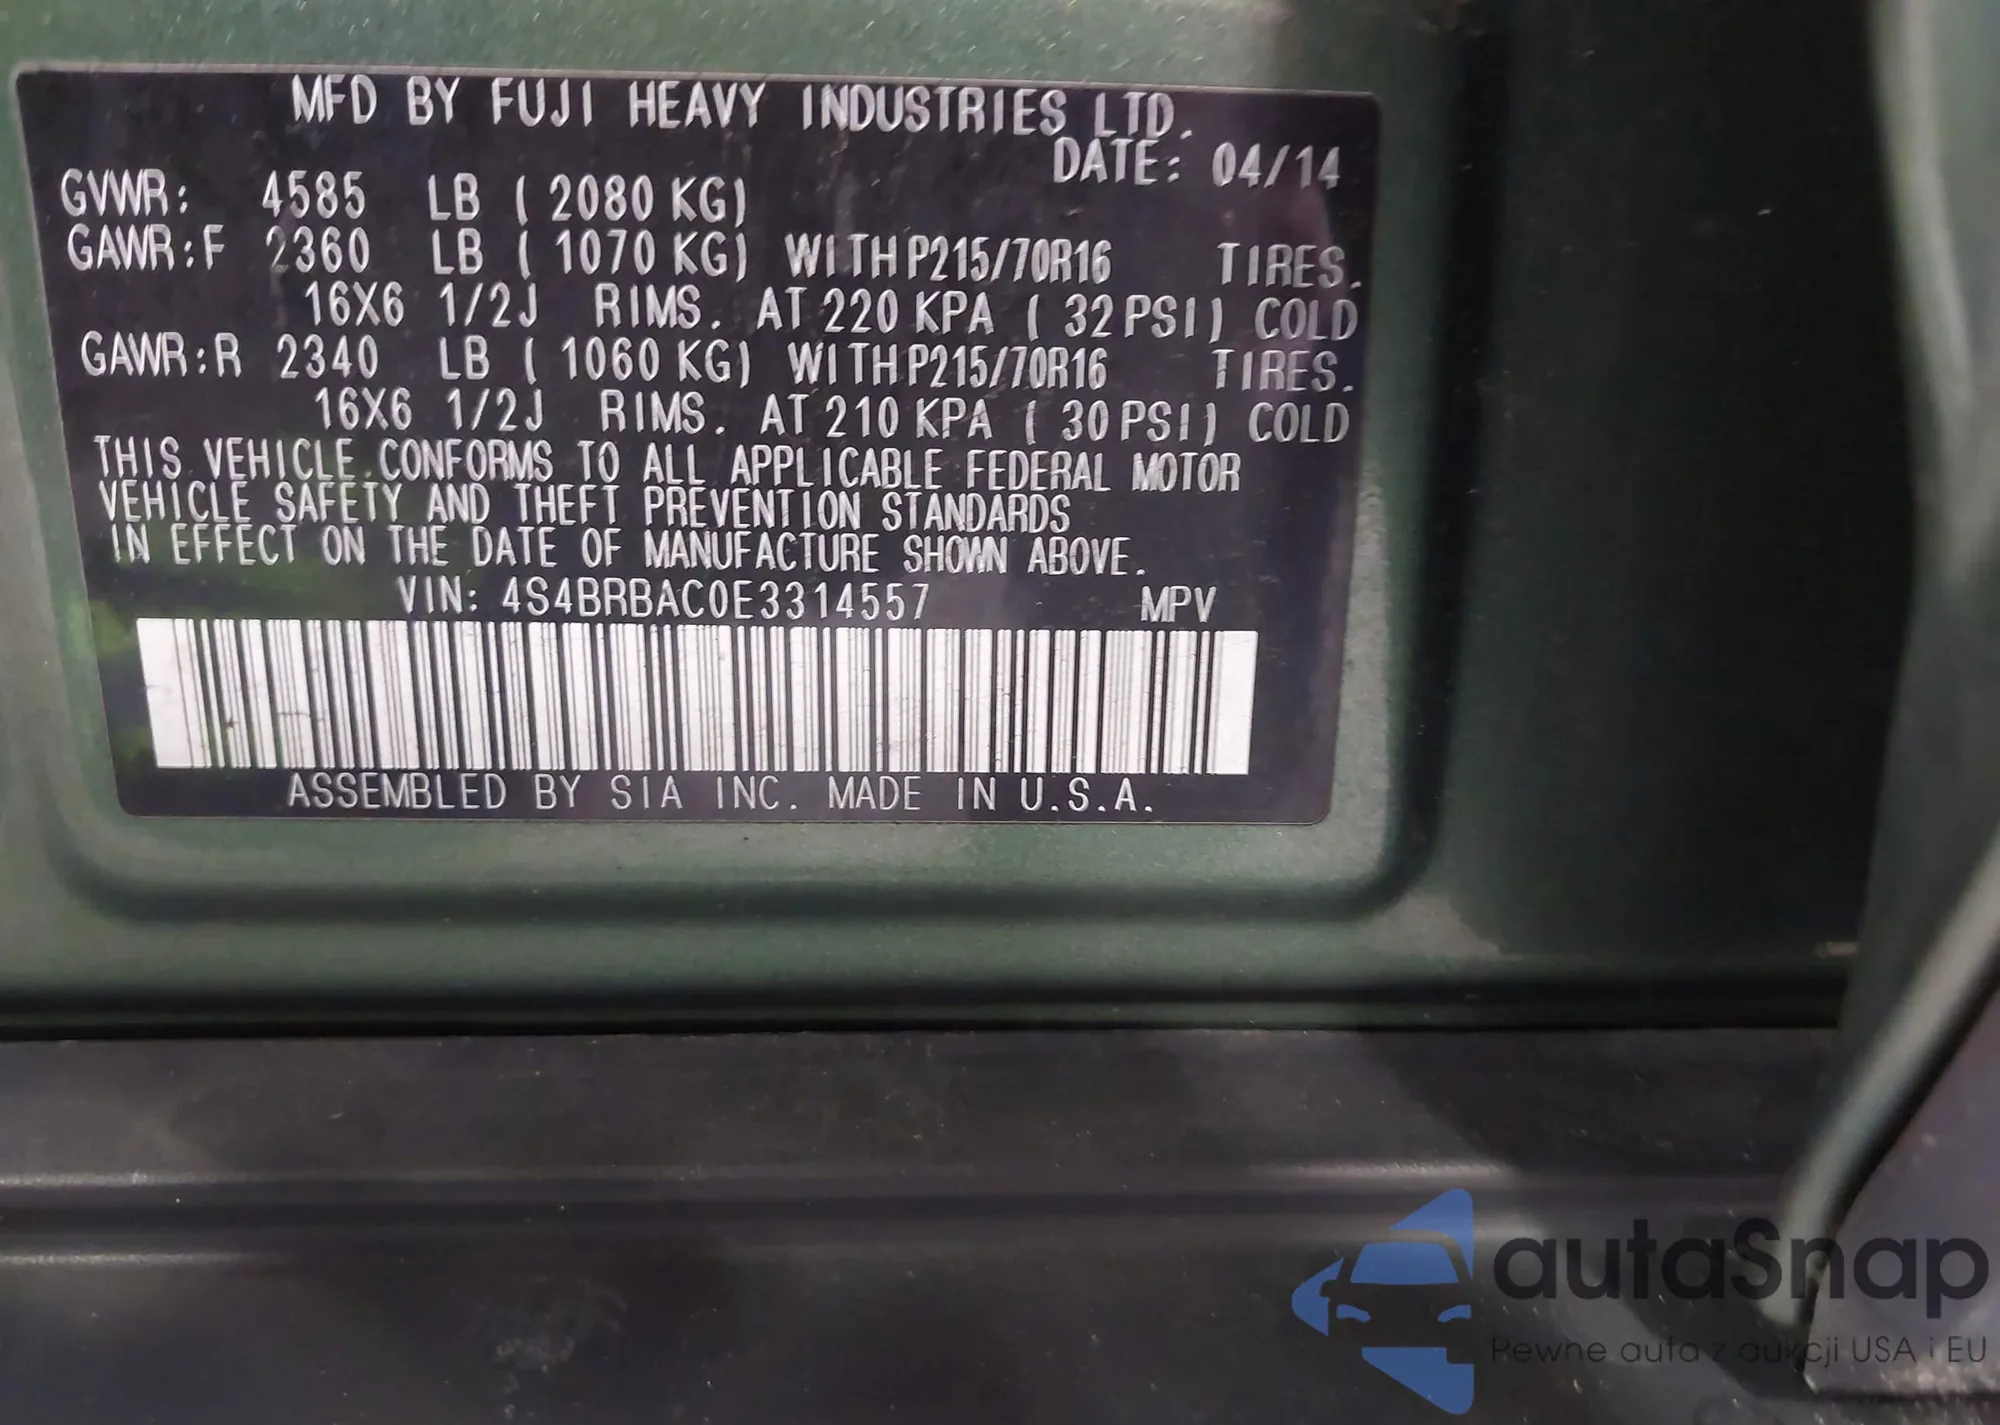 MFD BY FUJI HEAVY INDUSTRIES LTD.
DATE: 04/14
GVWR: 4585 LB ( 2080 KG)
GAWR:F 2360 LB ( 1070 KG) WITH P215/70R16 TIRES.
16X6 1/2J RIMS. AT 220 KPA ( 32 PSI) COLD
GAWR:R 2340 LB ( 1060 KG) WITH P215/70R16 TIRES.
16X6 1/2J RIMS. AT 210 KPA ( 30 PSI) COLD
THIS VEHICLE CONFORMS TO ALL APPLICABLE FEDERAL MOTOR
VEHICLE SAFETY AND THEFT PREVENTION STANDARDS
IN EFFECT ON THE DATE OF MANUFACTURE SHOWN ABOVE.
VIN: 4S4BRBAC0E3314557 MPV
ASSEMBLED BY SIA INC. MADE IN U.S.A.
autaSnap
Pewne auta z aukcji USA i EU